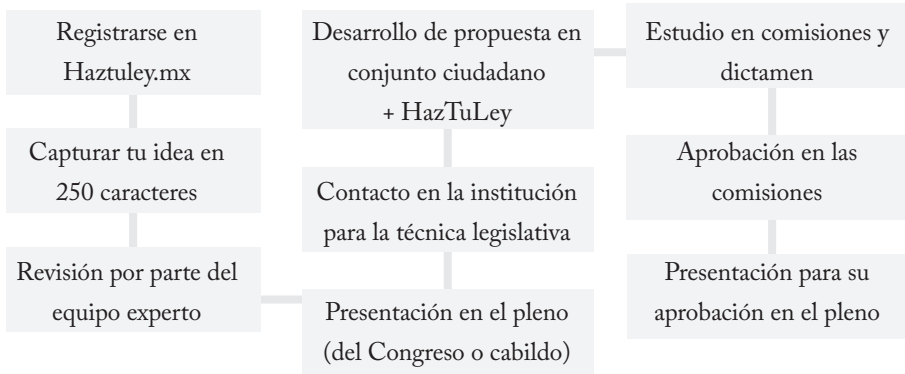 Registrarse en
Haztuley.mx
Capturar tu idea en
250 caracteres
Revisión por parte del
equipo experto
Desarrollo de propuesta en
conjunto ciudadano
+ HazTuLey
Contacto en la institución
para la técnica legislativa
Presentación en el pleno
(del Congreso o cabildo)
Estudio en comisiones y
dictamen
Aprobación en las
comisiones
Presentación para su
aprobación en el pleno